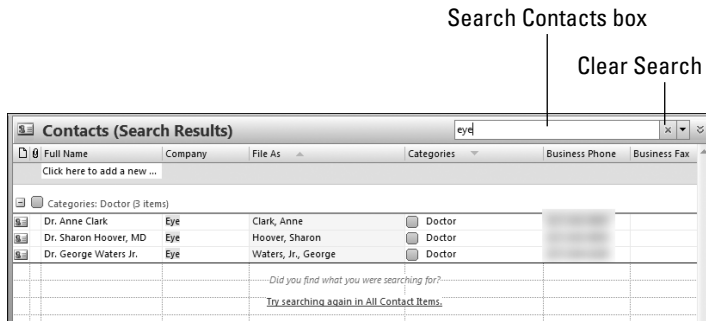 Search Contacts box
Clear Search
Contacts (Search Results) eye
Full Name Company File As Categories Business Phone Business Fax
Click here to add a new ...
Categories: Doctor (3 items)
Dr. Anne Clark Eye Clark, Anne Doctor
Dr. Sharon Hoover, MD Eye Hoover, Sharon Doctor
Dr. George Waters Jr. Eye Waters, Jr., George Doctor
Did you find what you were searching for?
Try searching again in All Contact Items.